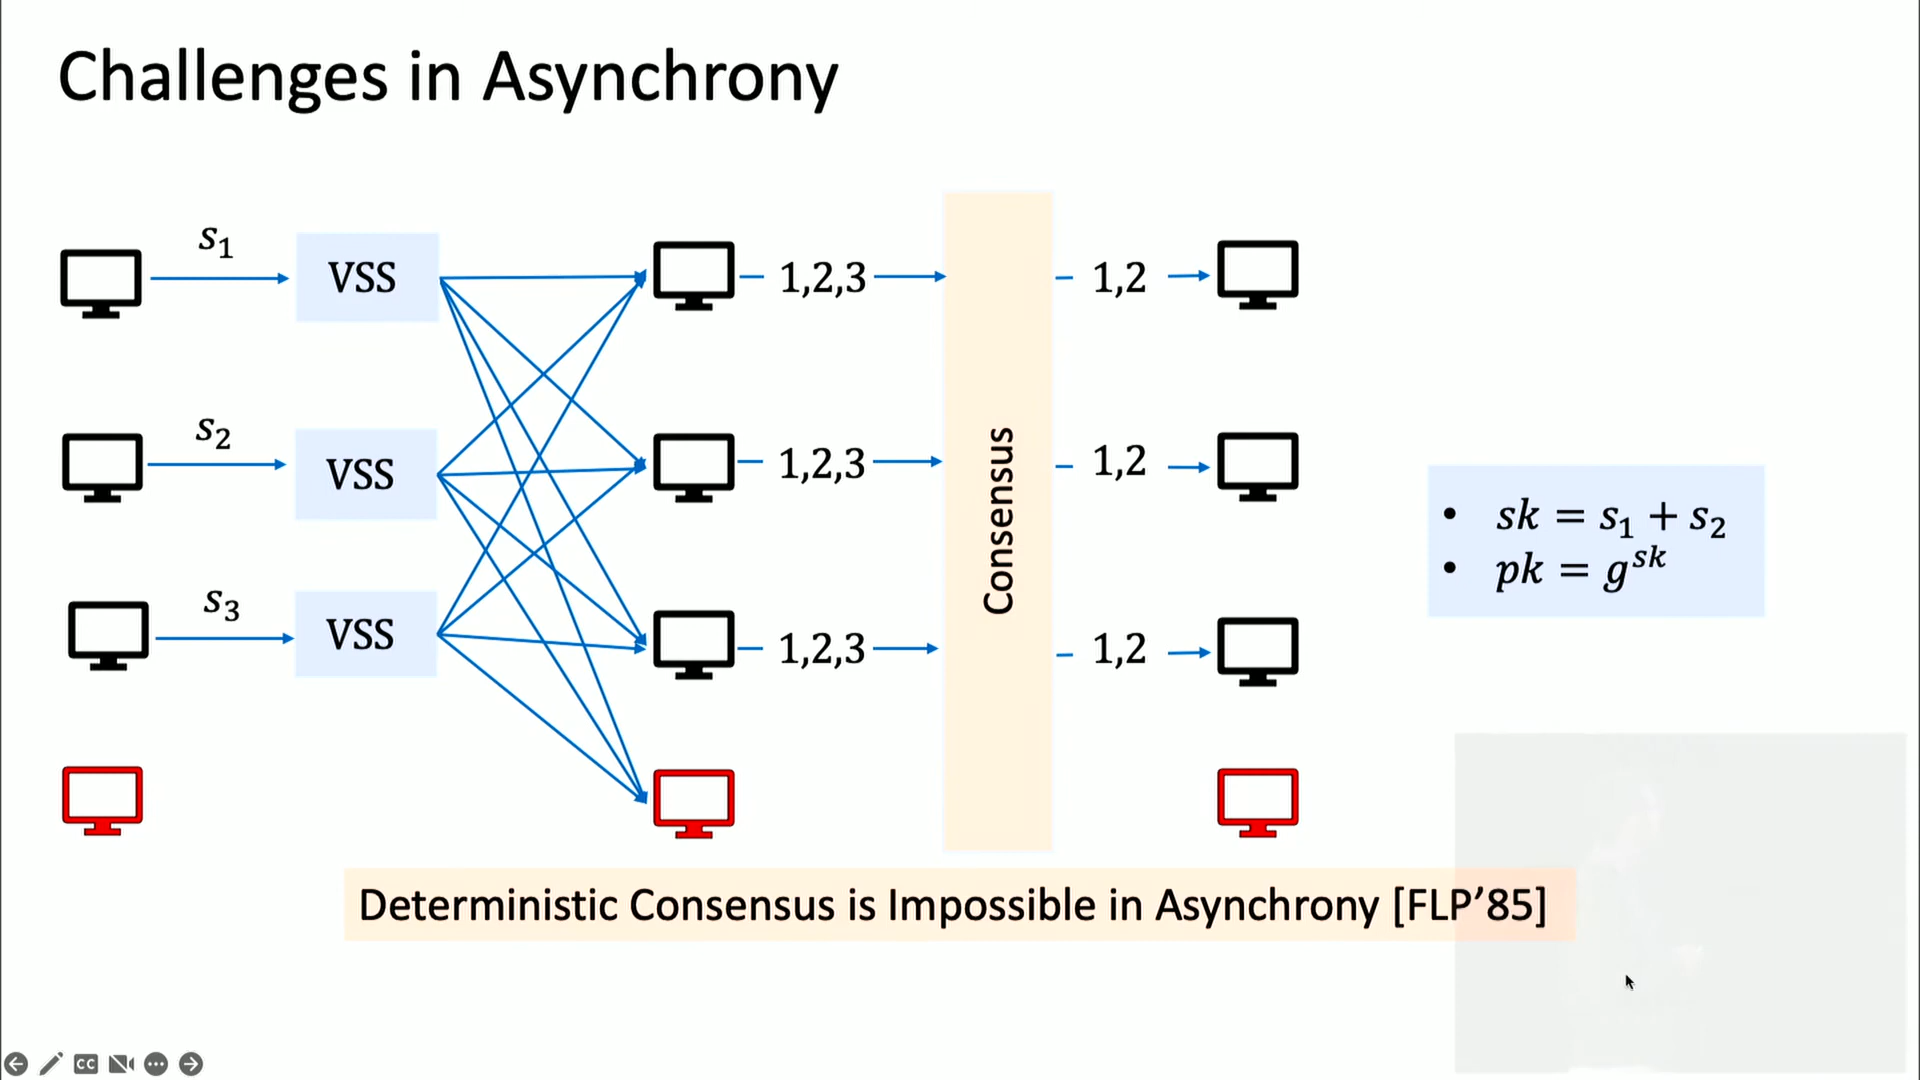 Challenges in Asynchrony
s₁
VSS
1,2,3
1,2
s₂
VSS
1,2,3
1,2
s₃
VSS
1,2,3
1,2
Consensus
• sk = s₁ + s₂
• pk = g^{sk}
Deterministic Consensus is Impossible in Asynchrony [FLP’85]
CC